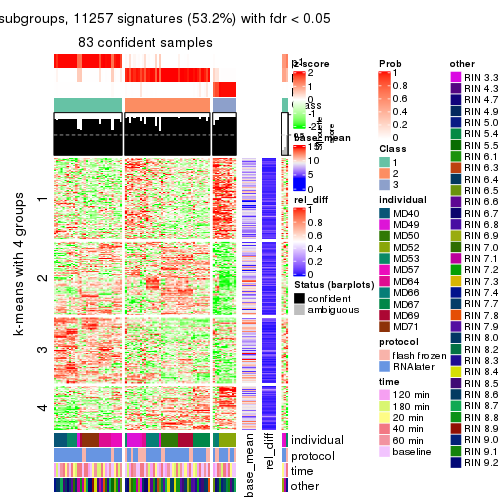 subgroups, 11257 signatures (53.2%) with fdr < 0.05
83 confident samples
k-means with 4 groups
1
2
3
4
z-score
2
1
0
-1
-2
base_mean
15
10
5
0
rel_diff
1
0.8
0.6
0.4
0.2
0
Status (barplots)
confident
ambiguous
Prob
1
0.8
0.6
0.4
0.2
0
Class
1
2
3
individual
MD40
MD49
MD50
MD52
MD53
MD57
MD64
MD66
MD67
MD69
MD71
protocol
flash frozen
RNAlater
time
120 min
180 min
20 min
40 min
60 min
baseline
other
RIN 3.3
RIN 4.3
RIN 4.7
RIN 4.9
RIN 5.0
RIN 5.4
RIN 5.5
RIN 6.1
RIN 6.3
RIN 6.4
RIN 6.5
RIN 6.6
RIN 6.7
RIN 6.8
RIN 6.9
RIN 7.0
RIN 7.1
RIN 7.2
RIN 7.3
RIN 7.4
RIN 7.7
RIN 7.8
RIN 7.9
RIN 8.0
RIN 8.2
RIN 8.3
RIN 8.4
RIN 8.5
RIN 8.6
RIN 8.7
RIN 8.8
RIN 8.9
RIN 9.0
RIN 9.1
RIN 9.2
base_mean
rel_diff
individual
protocol
time
other